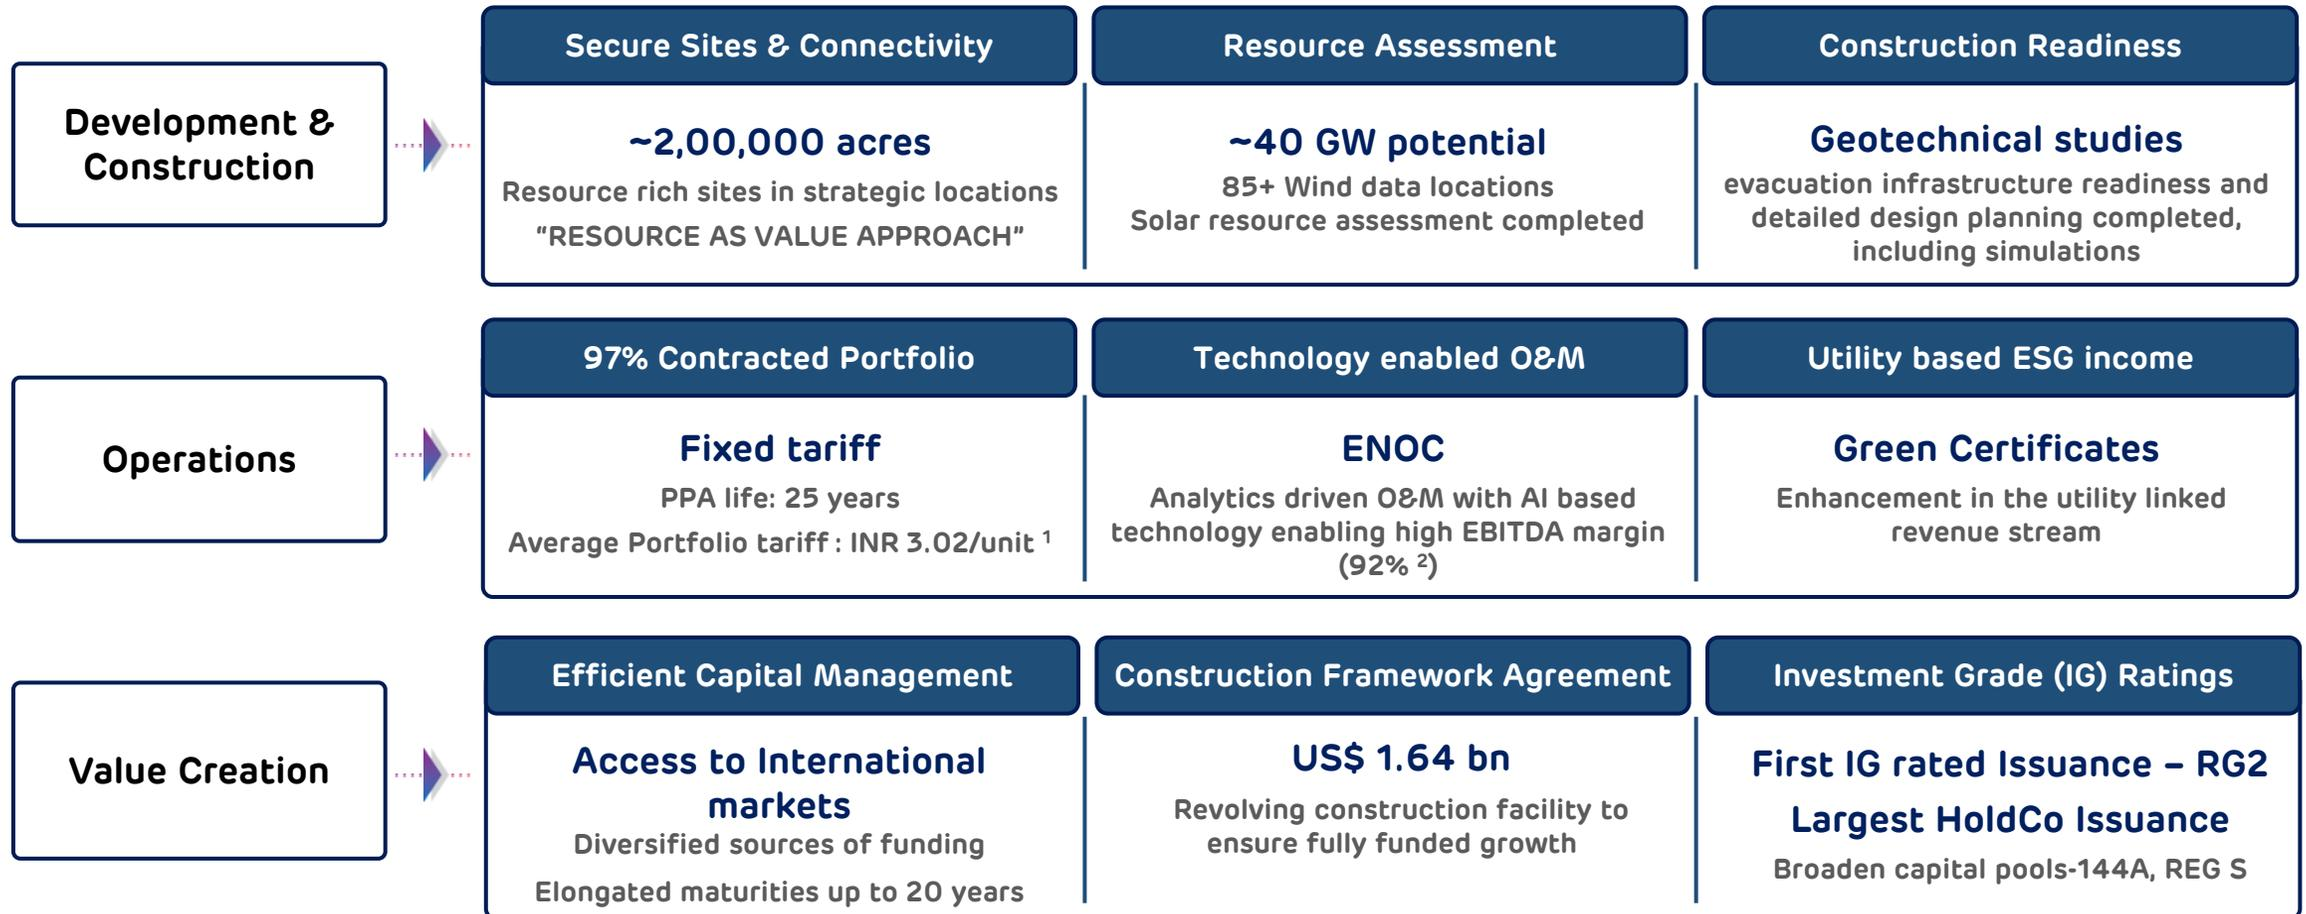 Development &
Construction
Secure Sites & Connectivity
~2,00,000 acres
Resource rich sites in strategic locations
"RESOURCE AS VALUE APPROACH"
Resource Assessment
~40 GW potential
85+ Wind data locations
Solar resource assessment completed
Construction Readiness
Geotechnical studies
evacuation infrastructure readiness and
detailed design planning completed,
including simulations
Operations
97% Contracted Portfolio
Fixed tariff
PPA life: 25 years
Average Portfolio tariff : INR 3.02/unit ¹
Technology enabled O&M
ENOC
Analytics driven O&M with AI based
technology enabling high EBITDA margin
(92% ²)
Utility based ESG income
Green Certificates
Enhancement in the utility linked
revenue stream
Value Creation
Efficient Capital Management
Access to International
markets
Diversified sources of funding
Elongated maturities up to 20 years
Construction Framework Agreement
US$ 1.64 bn
Revolving construction facility to
ensure fully funded growth
Investment Grade (IG) Ratings
First IG rated Issuance – RG2
Largest HoldCo Issuance
Broaden capital pools-144A, REG S